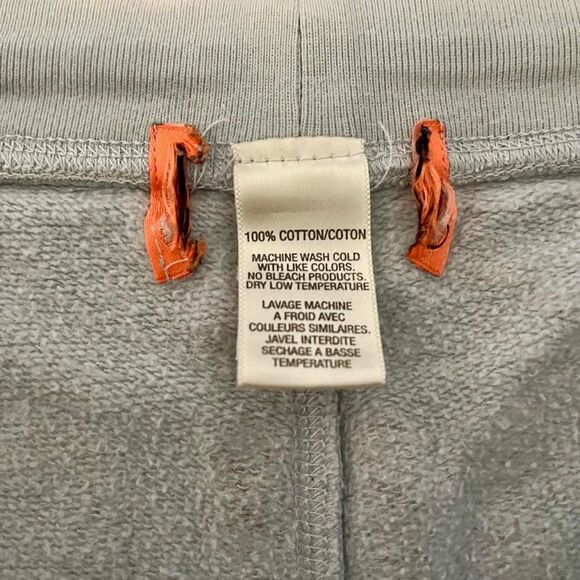 100% COTTON/COTON
MACHINE WASH COLD
WITH LIKE COLORS.
NO BLEACH PRODUCTS.
DRY LOW TEMPERATURE
LAVAGE MACHINE
A FROID AVEC
COULEURS SIMILAIRES.
JAVEL INTERDITE
SECHAGE A BASSE
TEMPERATURE